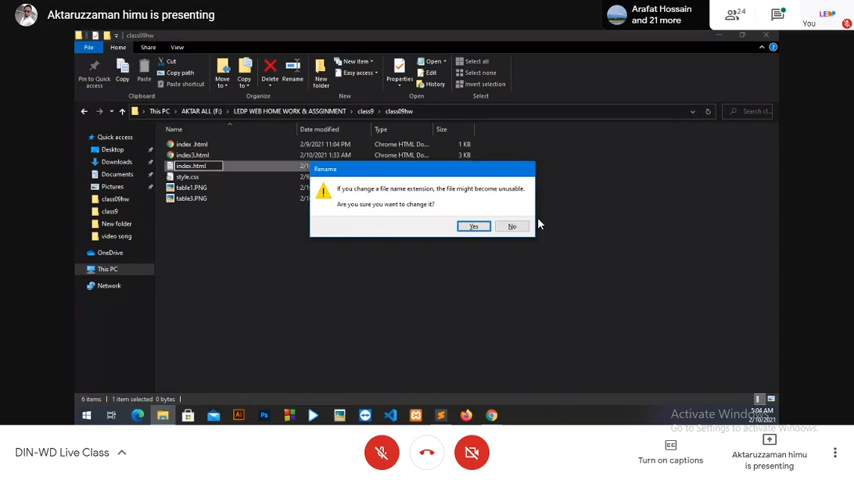 Aktaruzzaman himu is presenting
Arafat Hossain
and 21 more
24
You
class09hw
File Home Share View
Pin to Quick access
Copy
Paste
Cut
Copy path
Paste shortcut
Clipboard
Move to
Copy to
Delete
Rename
Organize
New folder
New item
Easy access
New
Properties
Open
Edit
History
Open
Select all
Select none
Invert selection
Select
This PC > AKTAR ALL (F:) > LEDP WEB HOME WORK & ASSGINMENT > class9 > class09hw
Search cl...
Name Date modified Type Size
Quick access
Desktop
Downloads
Documents
Pictures
class09hw
class9
New folder
video song
OneDrive
This PC
Network
index .html 2/9/2021 11:04 PM Chrome HTML Do... 1 KB
index3.html 2/10/2021 1:33 AM Chrome HTML Do... 3 KB
index.html
style.css
table1.PNG
table3.PNG
Rename
If you change a file name extension, the file might become unusable.
Are you sure you want to change it?
Yes No
6 items 1 item selected 0 bytes
5:04 AM
2/10/2021
Activate Windows
Go to Settings to activate Windows.
DIN-WD Live Class
Turn on captions
Aktaruzzaman himu
is presenting